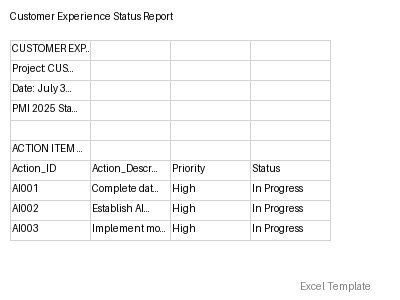 Customer Experience Status Report
CUSTOMER EXP..
Project: CUS...
Date: July 3...
PMI 2025 Sta...
ACTION ITEM ...
Action_ID Action_Descr... Priority Status
AI001 Complete dat... High In Progress
AI002 Establish AI... High In Progress
AI003 Implement mo... High In Progress
Excel Template